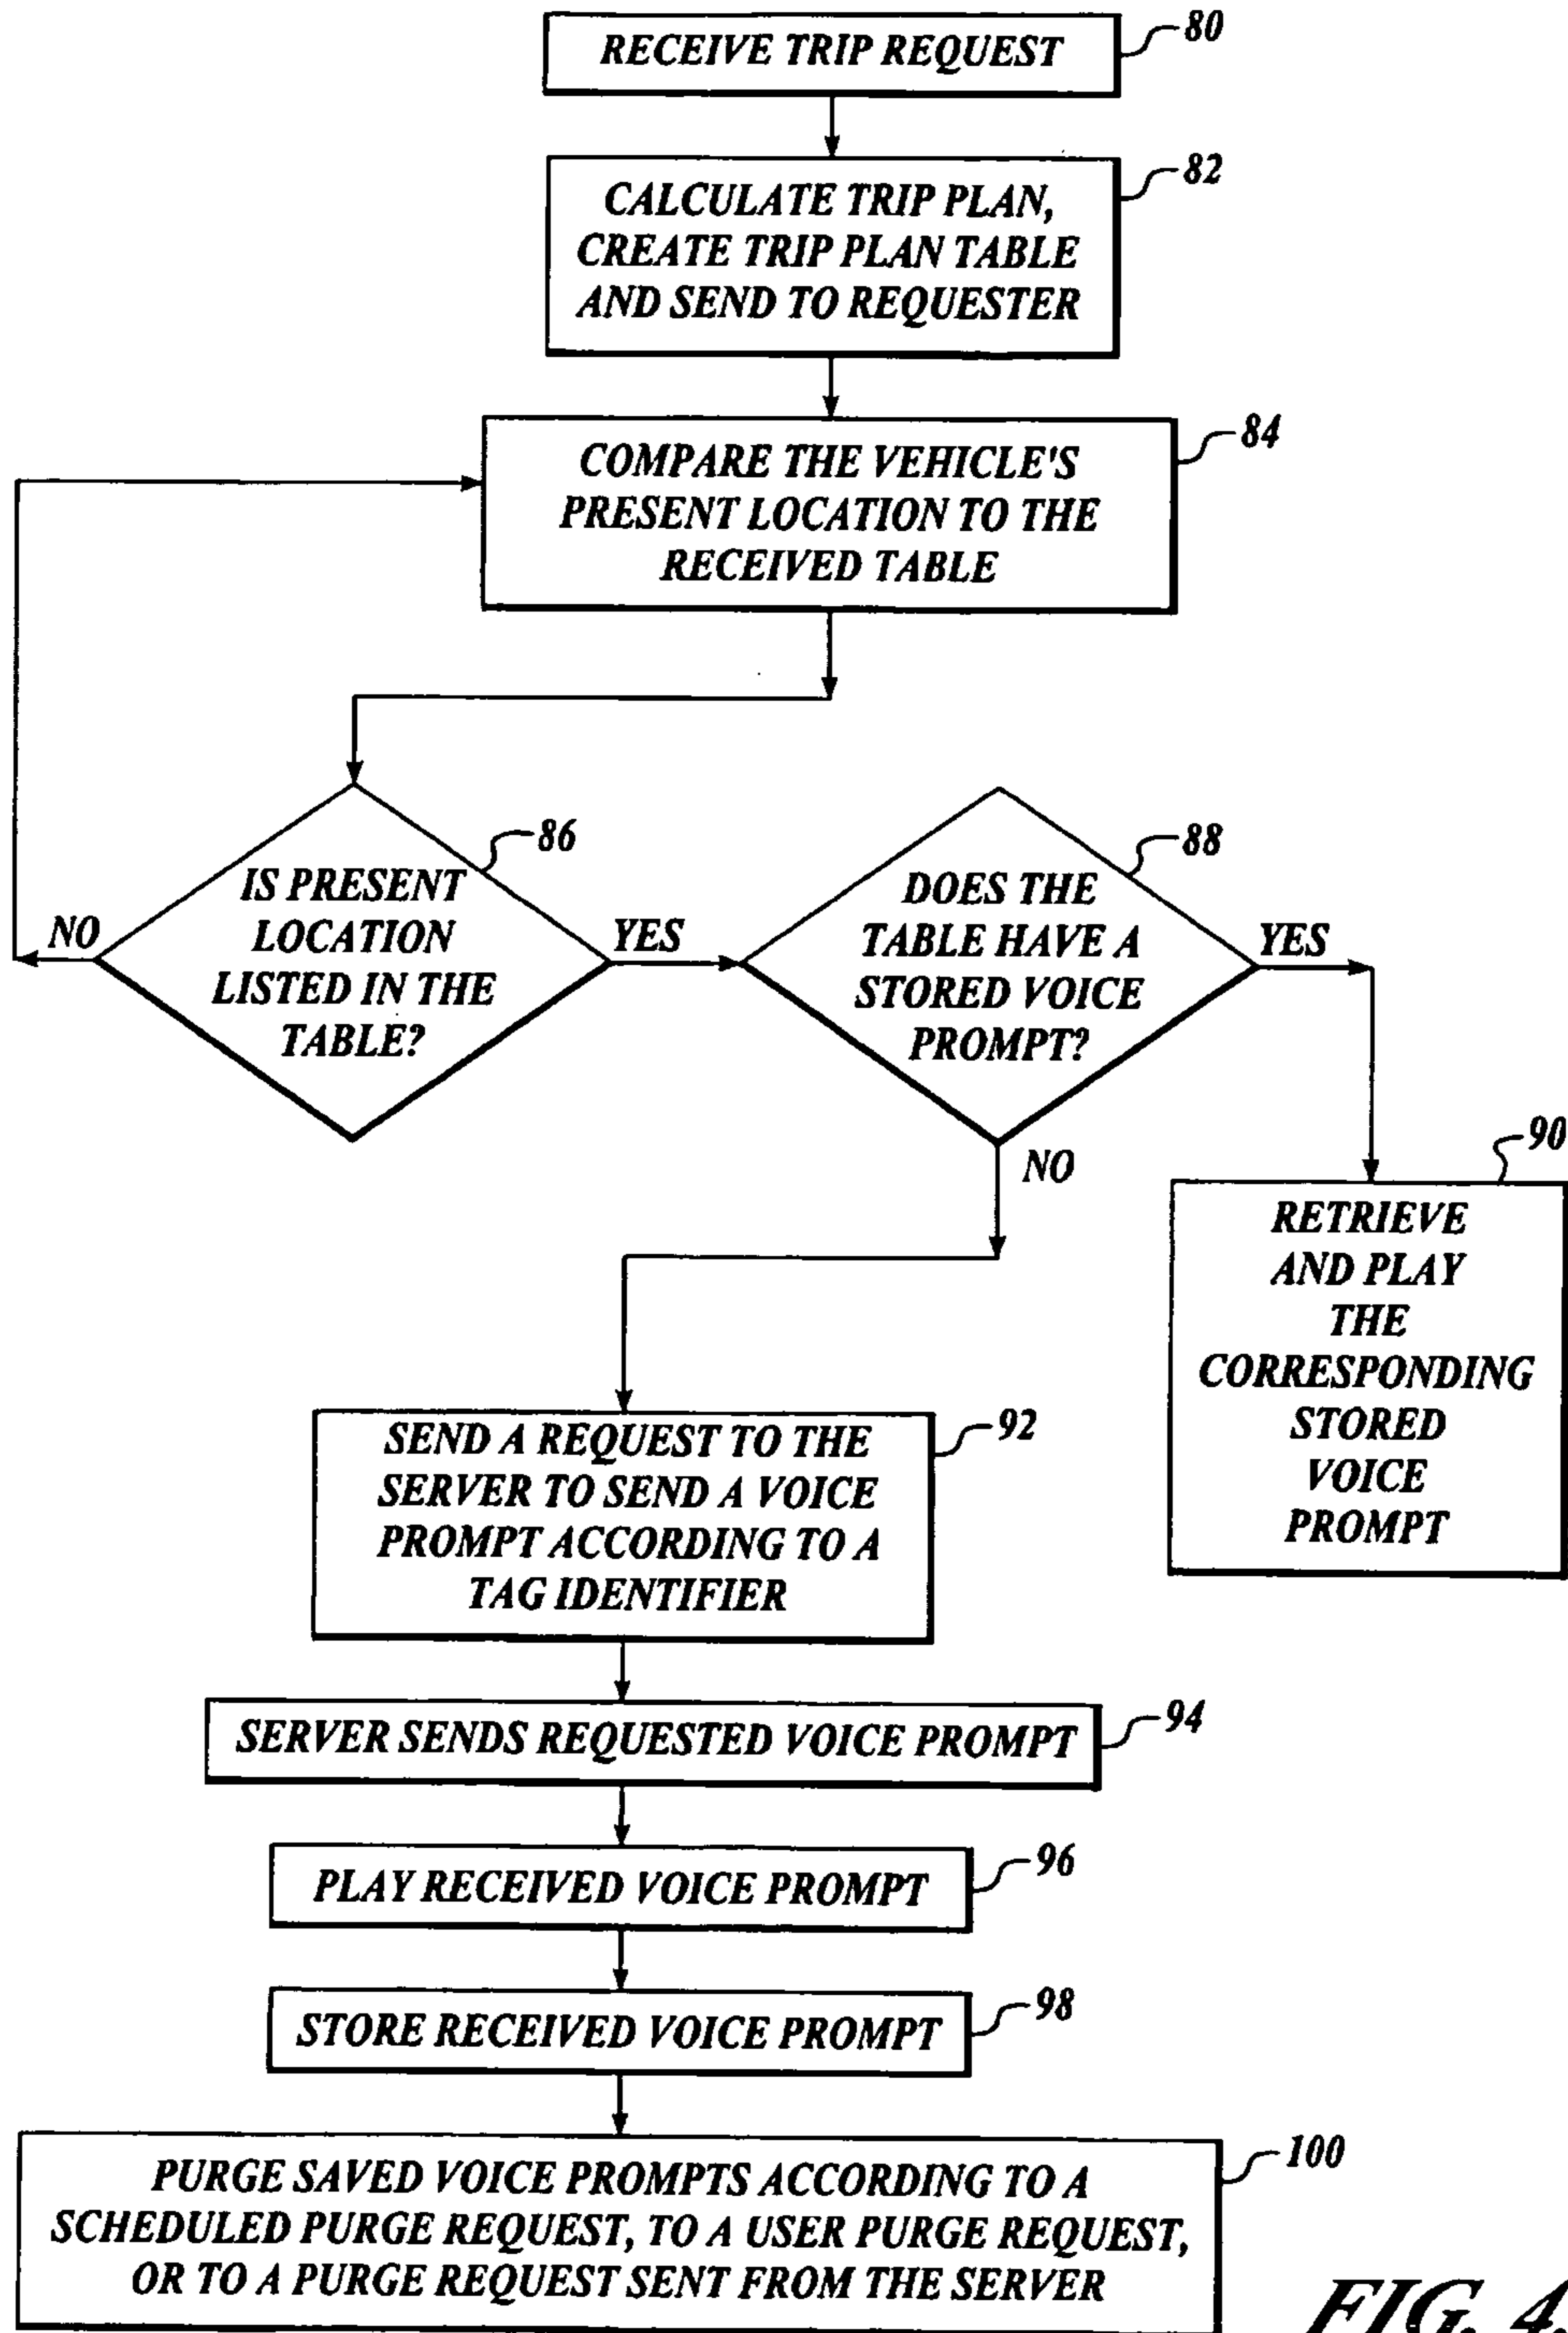 RECEIVE TRIP REQUEST
80
CALCULATE TRIP PLAN,
CREATE TRIP PLAN TABLE
AND SEND TO REQUESTER
82
COMPARE THE VEHICLE'S
PRESENT LOCATION TO THE
RECEIVED TABLE
84
IS PRESENT
LOCATION
LISTED IN THE
TABLE?
86
NO
YES
DOES THE
TABLE HAVE A
STORED VOICE
PROMPT?
88
YES
NO
RETRIEVE
AND PLAY
THE
CORRESPONDING
STORED
VOICE
PROMPT
90
SEND A REQUEST TO THE
SERVER TO SEND A VOICE
PROMPT ACCORDING TO A
TAG IDENTIFIER
92
SERVER SENDS REQUESTED VOICE PROMPT
94
PLAY RECEIVED VOICE PROMPT
96
STORE RECEIVED VOICE PROMPT
98
PURGE SAVED VOICE PROMPTS ACCORDING TO A
SCHEDULED PURGE REQUEST, TO A USER PURGE REQUEST,
OR TO A PURGE REQUEST SENT FROM THE SERVER
100
FIG. 4.